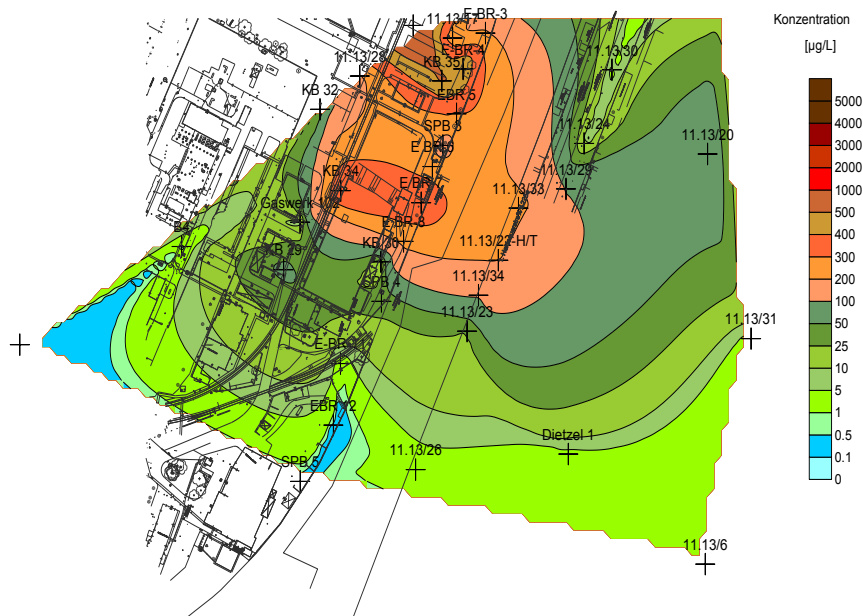 Konzentration
[µg/L]
5000
4000
3000
2000
1000
500
400
300
200
100
50
25
10
5
1
0.5
0.1
0
E-BR-3
E-BR-4
11.13/30
11.13/28
KB 35
KB 32
EBR 5
SPB 3
11.13/24
11.13/20
KB 34
11.13/29
11.13/33
Gaswerk 102
B4
E-BR-8
KB 30
11.13/22-H/T
KB 29
11.13/34
SPB 4
11.13/23
11.13/31
EBR 12
Dietzel 1
11.13/26
SPB 5
11.13/6